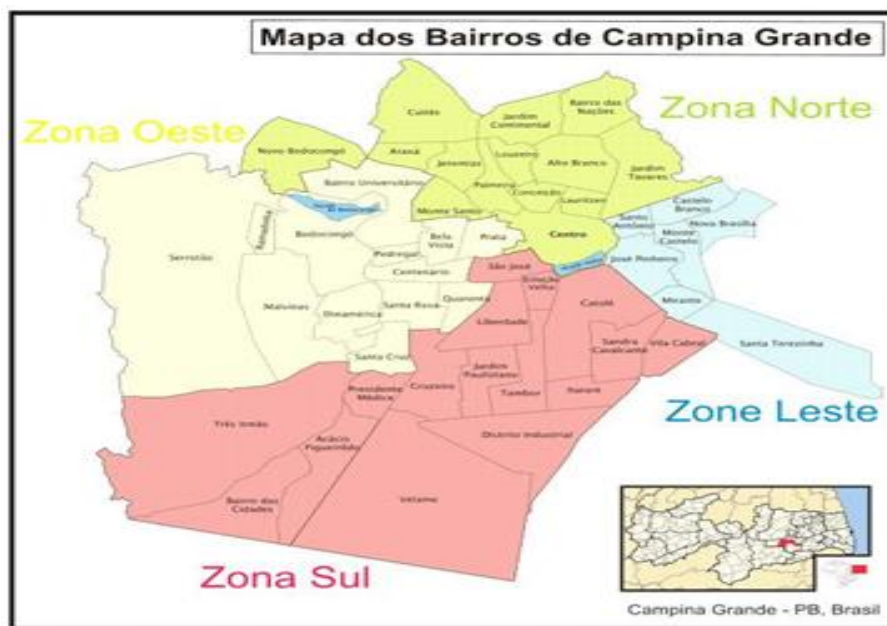 Mapa dos Bairros de Campina Grande
Zona Oeste
Zona Norte
Cuités
Bairro das
Nações
Jardim
Continental
Novo Bodocongó
Araxá
Jeremias
Louzeiro
Alto Branco
Jardim
Tavares
Palmeira
Conceição
Lauritzen
Bairro Universitário
Monte Santo
Castelo
Branco
Santo
Antônio
Nova Brasília
Monte
Castelo
Centro
Ramadinha
Bodocongó
Bela
Vista
Prata
Serrotão
Pedregal
José Pinheiro
Centenário
São José
Estação
Velha
Malvinas
Santa Rosa
Quarenta
Catolé
Mirante
Dinamérica
Liberdade
Santa Terezinha
Santa Cruz
Sandra
Cavalcante
Vila Cabral
Jardim
Paulistano
Presidente
Médice
Cruzeiro
Tambor
Itararé
Zone Leste
Três Irmãs
Acácio
Figueiredo
Distrito Industrial
Bairro das
Cidades
Velame
Zona Sul
Campina Grande - PB, Brasil